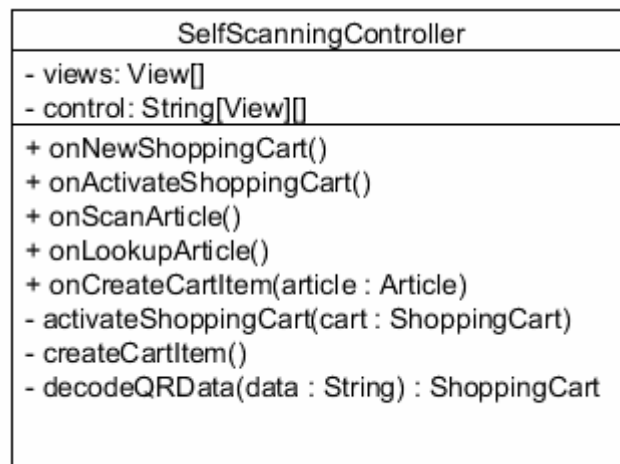 SelfScanningController
- views: View[]
- control: String[View][]
+ onNewShoppingCart()
+ onActivateShoppingCart()
+ onScanArticle()
+ onLookupArticle()
+ onCreateCartItem(article : Article)
- activateShoppingCart(cart : ShoppingCart)
- createCartItem()
- decodeQRData(data : String) : ShoppingCart